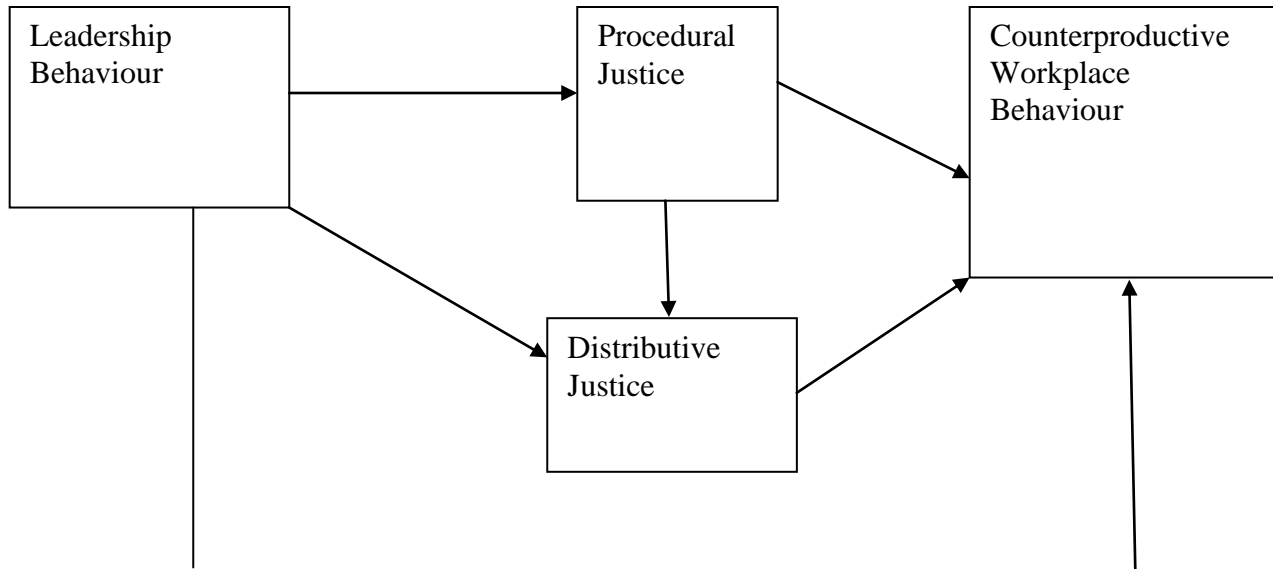 Leadership
Behaviour
Procedural
Justice
Counterproductive
Workplace
Behaviour
Distributive
Justice